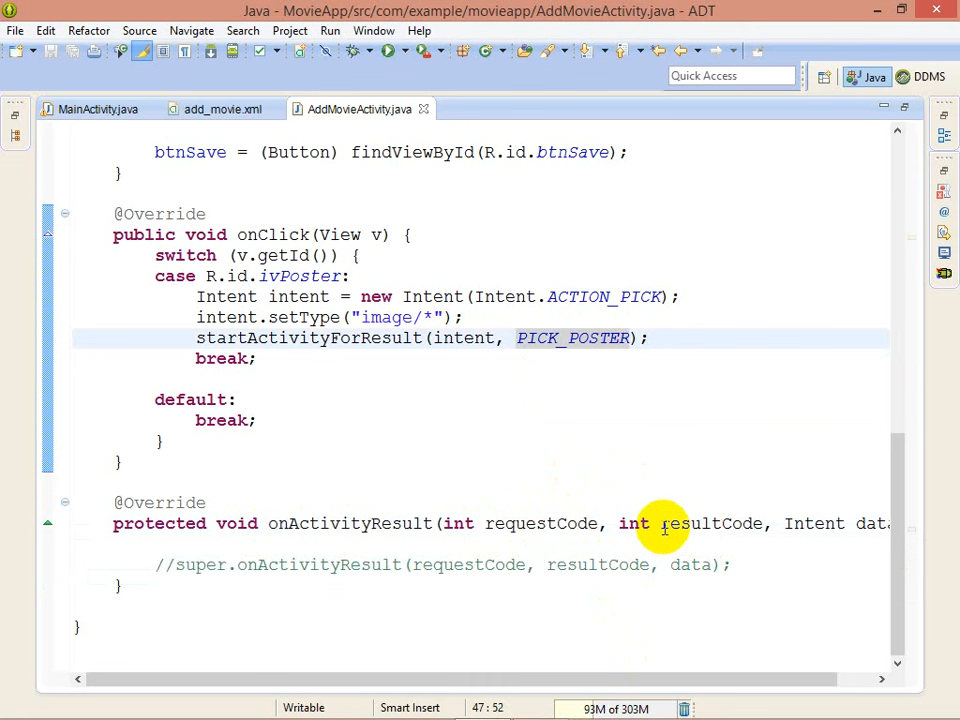 Java - MovieApp/src/com/example/movieapp/AddMovieActivity.java - ADT
File Edit Refactor Source Navigate Search Project Run Window Help
Quick Access
Java
DDMS
MainActivity.java
add_movie.xml
AddMovieActivity.java
btnSave = (Button) findViewById(R.id.btnSave);
}
@Override
public void onClick(View v) {
switch (v.getId()) {
case R.id.ivPoster:
Intent intent = new Intent(Intent.ACTION_PICK);
intent.setType("image/*");
startActivityForResult(intent, PICK_POSTER);
break;
default:
break;
}
}
@Override
protected void onActivityResult(int requestCode, int resultCode, Intent data
//super.onActivityResult(requestCode, resultCode, data);
}
}
Writable
Smart Insert
47 : 52
93M of 303M